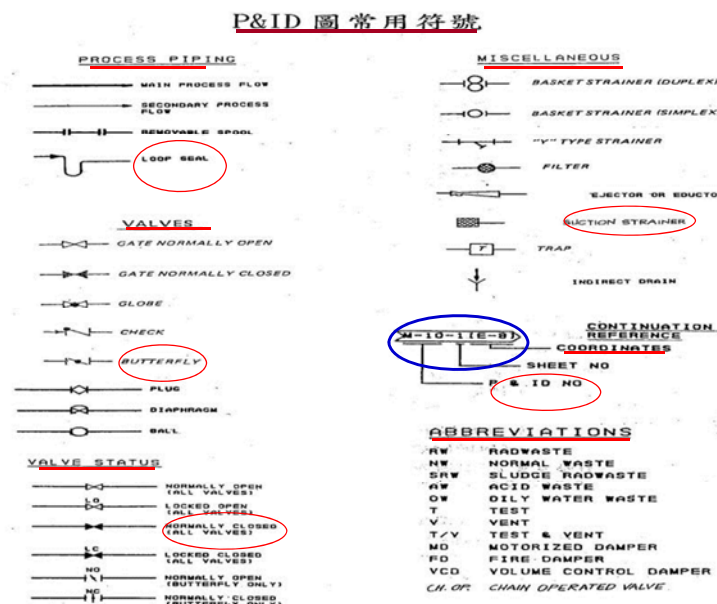 P&ID 圖常用符號
PROCESS PIPING
MAIN PROCESS FLOW
SECONDARY PROCESS
FLOW
REMOVABLE SPOOL
LOOP SEAL
VALVES
GATE NORMALLY OPEN
GATE NORMALLY CLOSED
GLOBE
CHECK
BUTTERFLY
PLUG
DIAPHRAGM
BALL
VALVE STATUS
NORMALLY OPEN
(ALL VALVES)
LO
LOCKED OPEN
(ALL VALVES)
NORMALLY CLOSED
(ALL VALVES)
LC
LOCKED CLOSED
(ALL VALVES)
NO
NORMALLY OPEN
(BUTTERFLY ONLY)
NC
NORMALLY CLOSED
(BUTTERFLY ONLY)
MISCELLANEOUS
BASKET STRAINER (DUPLEX)
BASKET STRAINER (SIMPLEX
"Y" TYPE STRAINER
FILTER
EJECTOR OR EDUCTO
SUCTION STRAINER
T TRAP
INDIRECT DRAIN
M-10-1(E-8)
CONTINUATION
REFERENCE
COORDINATES
SHEET NO
P & ID NO
ABBREVIATIONS
RW RADWASTE
NW NORMAL WASTE
SRW SLUDGE RADWASTE
AW ACID WASTE
OW OILY WATER WASTE
T TEST
V VENT
T/V TEST & VENT
MD MOTORIZED DAMPER
FD FIRE DAMPER
VCD VOLUME CONTROL DAMPER
CH. OP. CHAIN OPERATED VALVE